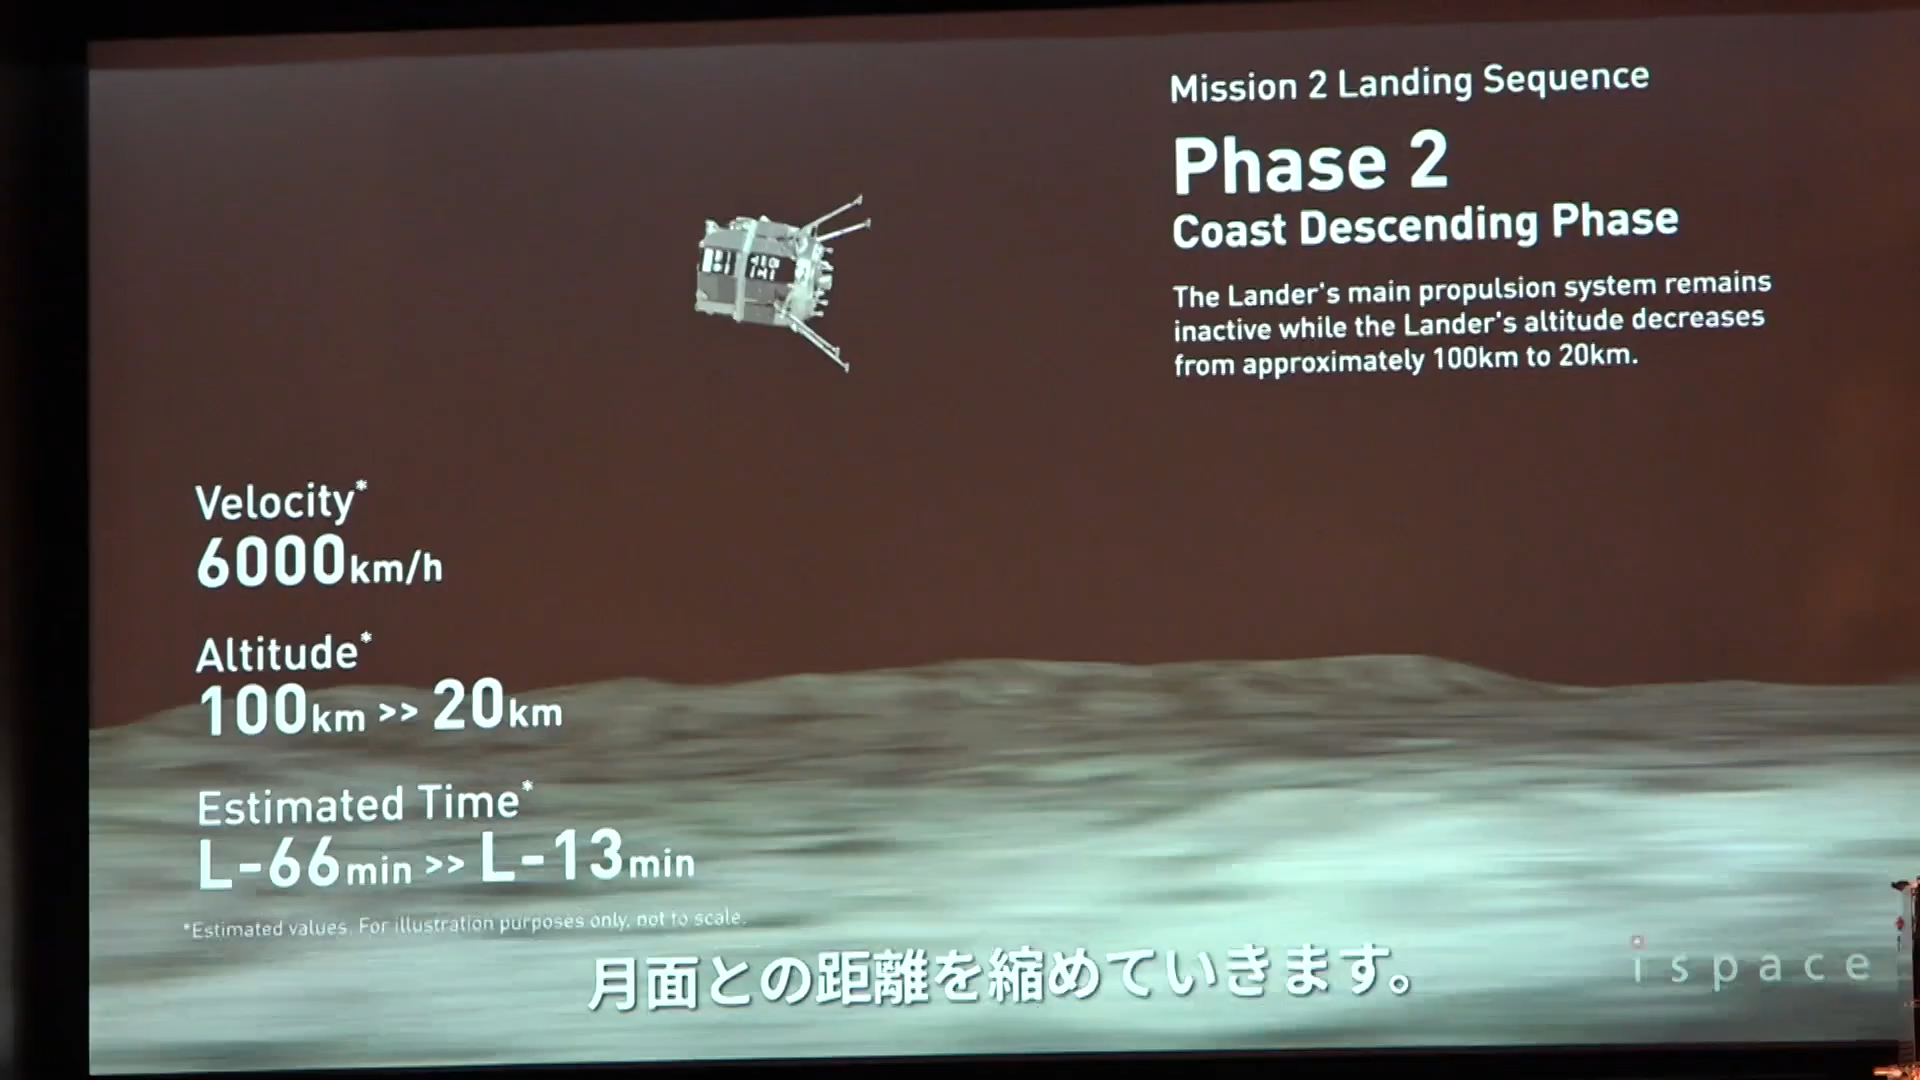 Mission 2 Landing Sequence
Phase 2
Coast Descending Phase
The Lander's main propulsion system remains
inactive while the Lander's altitude decreases
from approximately 100km to 20km.
Velocity*
6000km/h
Altitude*
100km >> 20km
Estimated Time*
L-66min >> L-13min
*Estimated values. For illustration purposes only, not to scale.
月面との距離を縮めていきます。
ispace